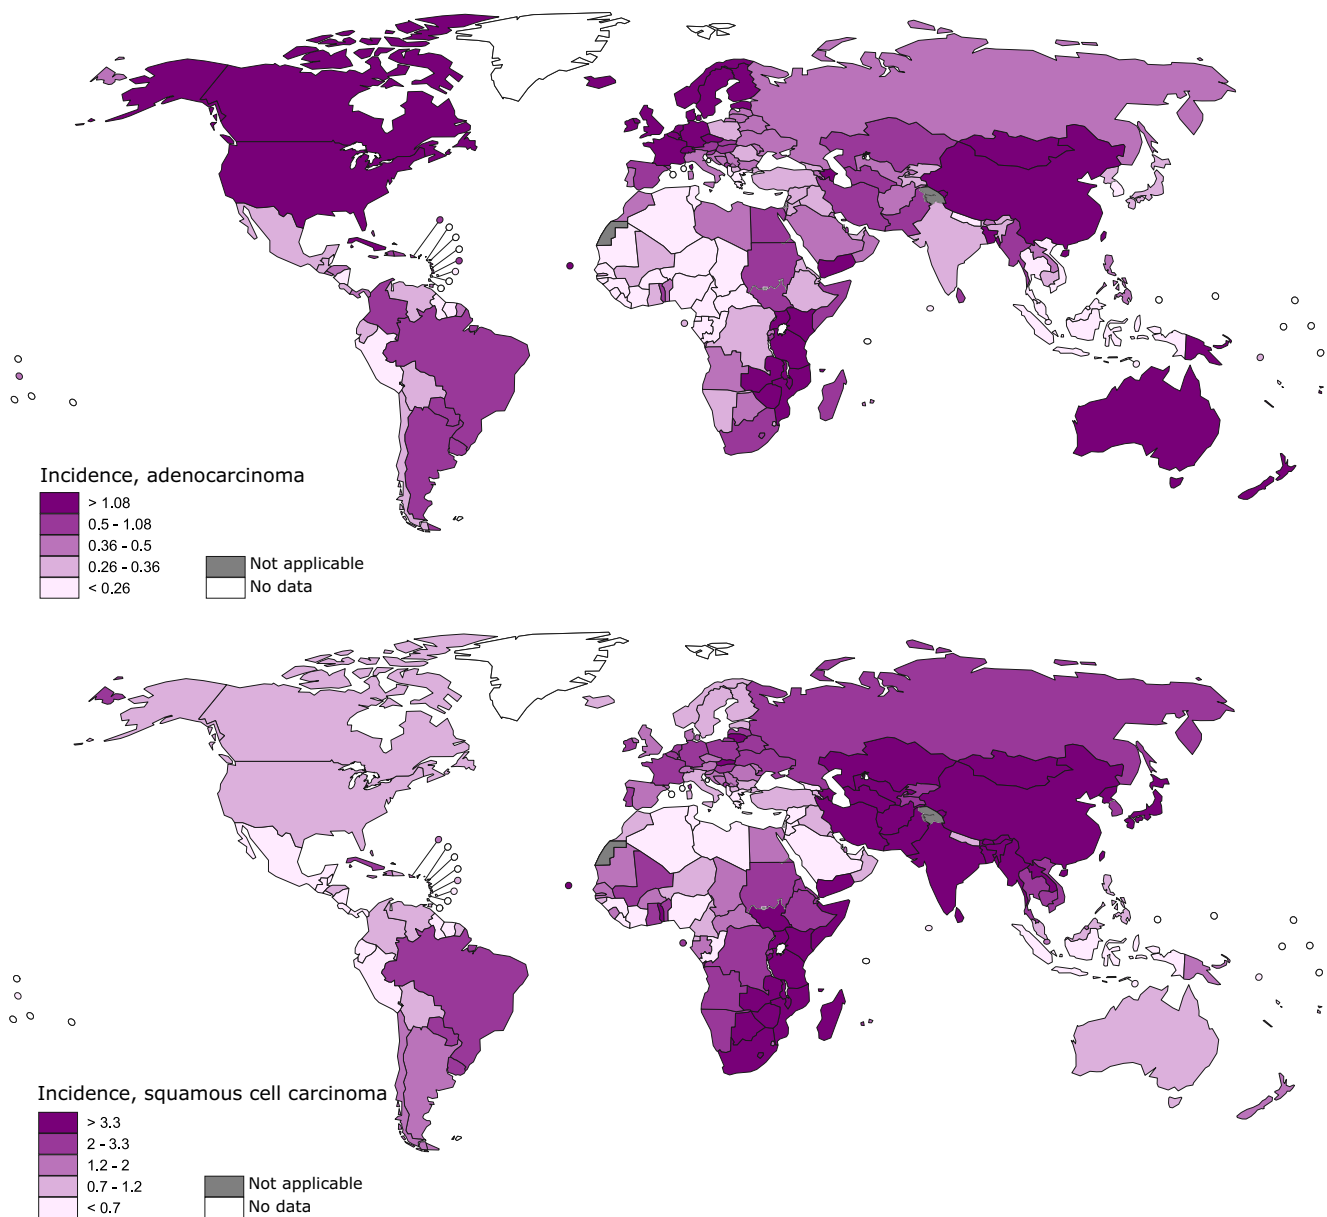 Incidence, adenocarcinoma
> 1.08
0.5 - 1.08
0.36 - 0.5
0.26 - 0.36
< 0.26
Not applicable
No data
Incidence, squamous cell carcinoma
> 3.3
2 - 3.3
1.2 - 2
0.7 - 1.2
< 0.7
Not applicable
No data